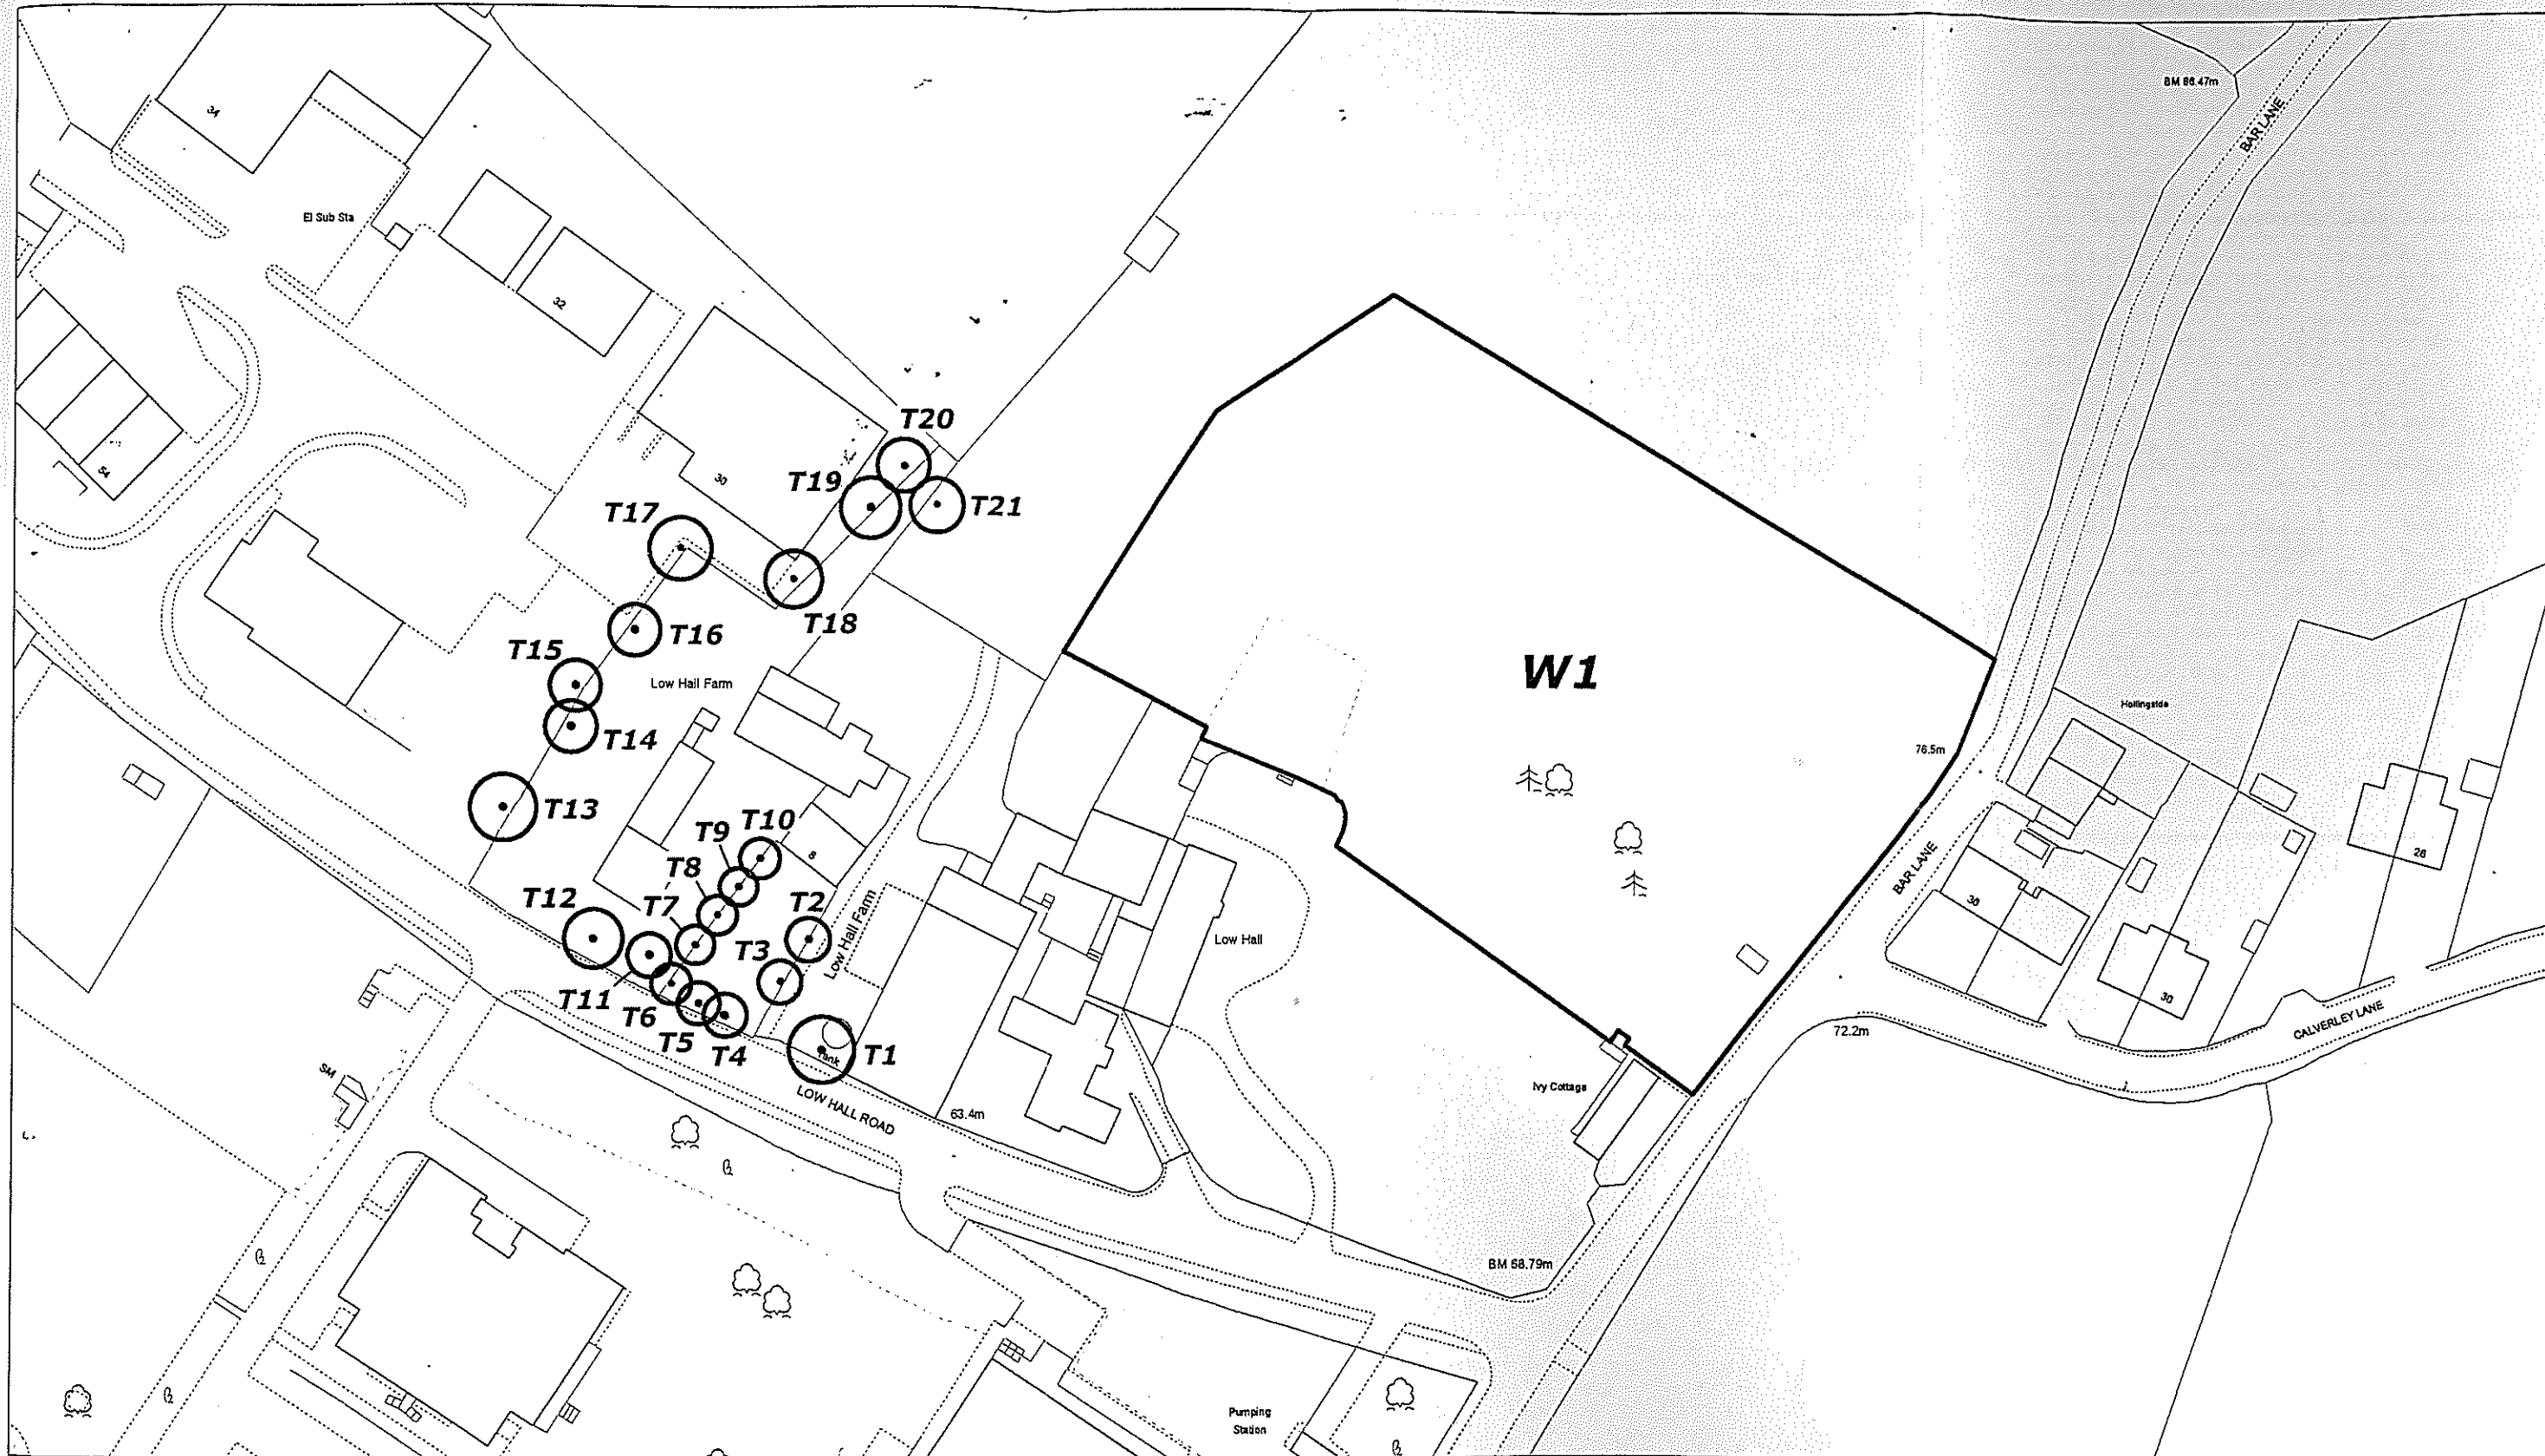 BM 86.47m
BAR LANE
34
El Sub Sta
32
T20
54
30
T19
T21
T17
T18
T16
T15
W1
Low Hall Farm
Hollingside
T14
76.5m
T13
T10
T9
8
28
T8
BAR LANE
T12
T7
T2
38
Low Hall Farm
Low Hall
T3
T11
30
T6
CALVERLEY LANE
72.2m
T5
T4
Tank
T1
SM
Ivy Cottage
LOW HALL ROAD
63.4m
BM 68.79m
Pumping
Station